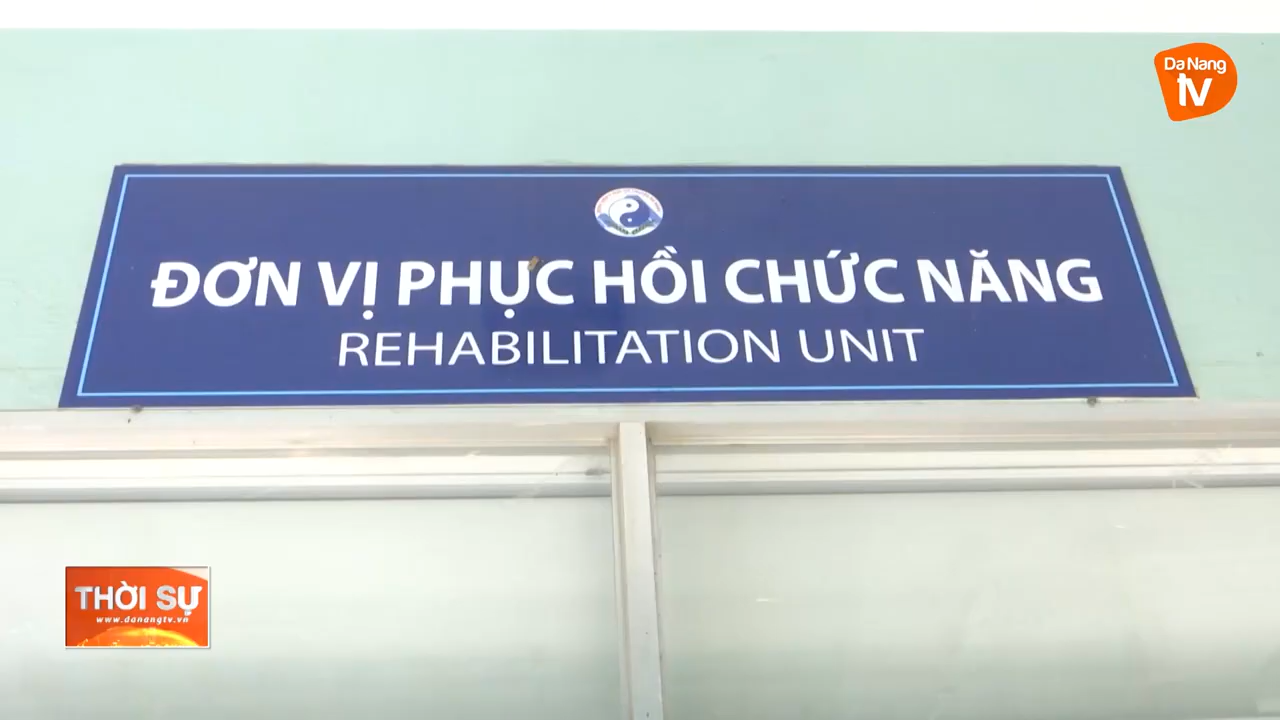 Da Nang
tv
ĐƠN VỊ PHỤC HỒI CHỨC NĂNG
REHABILITATION UNIT
THỜI SỰ
www.danangtv.vn